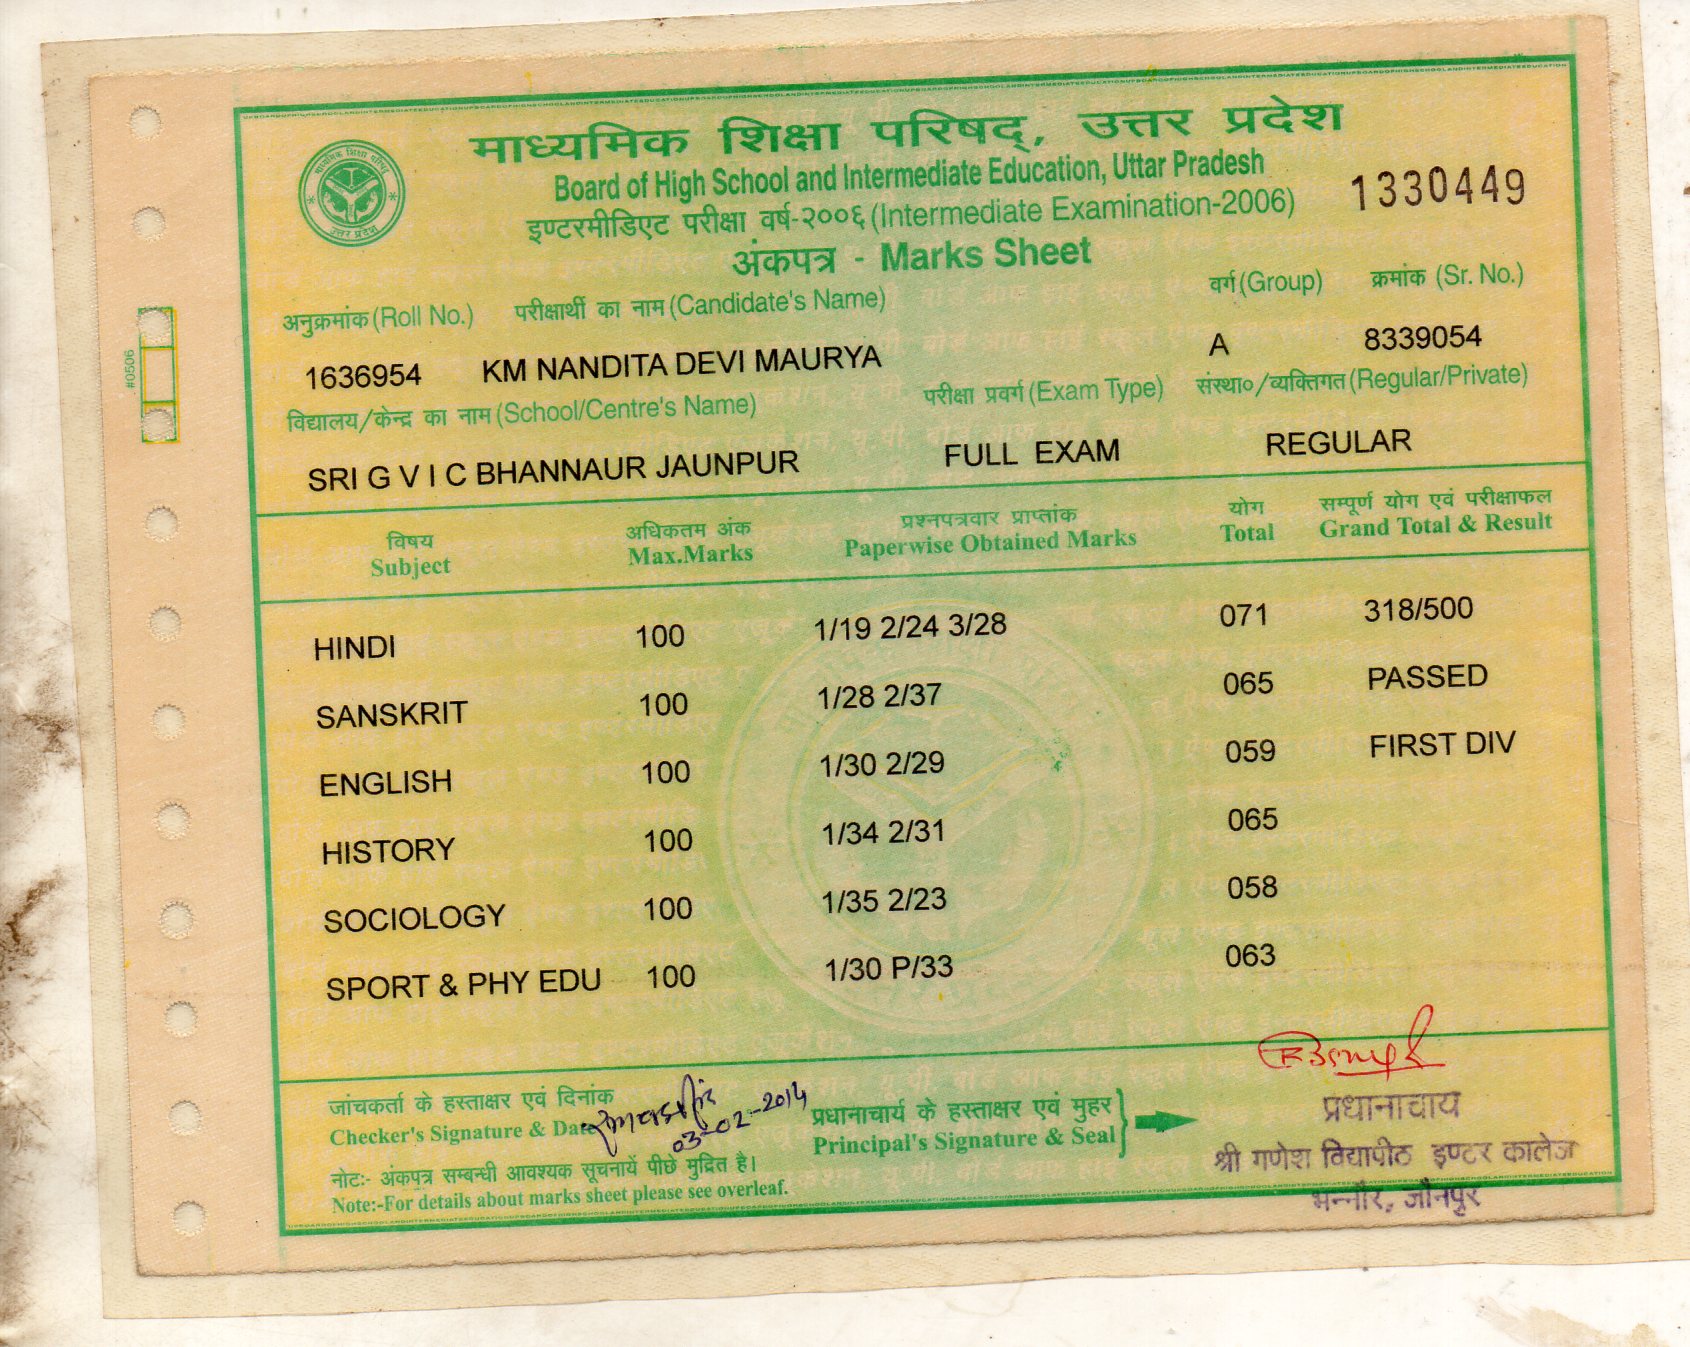 माध्यमिक शिक्षा परिषद्, उत्तर प्रदेश
Board of High School and Intermediate Education, Uttar Pradesh
1330449
इण्टरमीडिएट परीक्षा वर्ष-२००६ (Intermediate Examination-2006)
अंकपत्र - Marks Sheet
माध्यमिक शिक्षा परिषद
उत्तर प्रदेश
अनुक्रमांक (Roll No.) परीक्षार्थी का नाम (Candidate's Name) वर्ग (Group) क्रमांक (Sr. No.)
1636954 KM NANDITA DEVI MAURYA A 8339054
विद्यालय/केन्द्र का नाम (School/Centre's Name) परीक्षा प्रवर्ग (Exam Type) संस्था०/व्यक्तिगत (Regular/Private)
SRI G V I C BHANNAUR JAUNPUR FULL EXAM REGULAR
#0506
विषय अधिकतम अंक प्रश्नपत्रवार प्राप्तांक योग सम्पूर्ण योग एवं परीक्षाफल
Subject Max.Marks Paperwise Obtained Marks Total Grand Total & Result
HINDI 100 1/19 2/24 3/28 071 318/500
SANSKRIT 100 1/28 2/37 065 PASSED
ENGLISH 100 1/30 2/29 059 FIRST DIV
HISTORY 100 1/34 2/31 065
SOCIOLOGY 100 1/35 2/23 058
SPORT & PHY EDU 100 1/30 P/33 063
जांचकर्ता के हस्ताक्षर एवं दिनांक
Checker's Signature & Date
03-02-2014
प्रधानाचार्य के हस्ताक्षर एवं मुहर
Principal's Signature & Seal
प्रधानाचाय
श्री गणेश विद्यापीठ इण्टर कालेज
भन्नौर, जौनपुर
नोटः- अंकपत्र सम्बन्धी आवश्यक सूचनायें पीछे मुद्रित है।
Note:-For details about marks sheet please see overleaf.